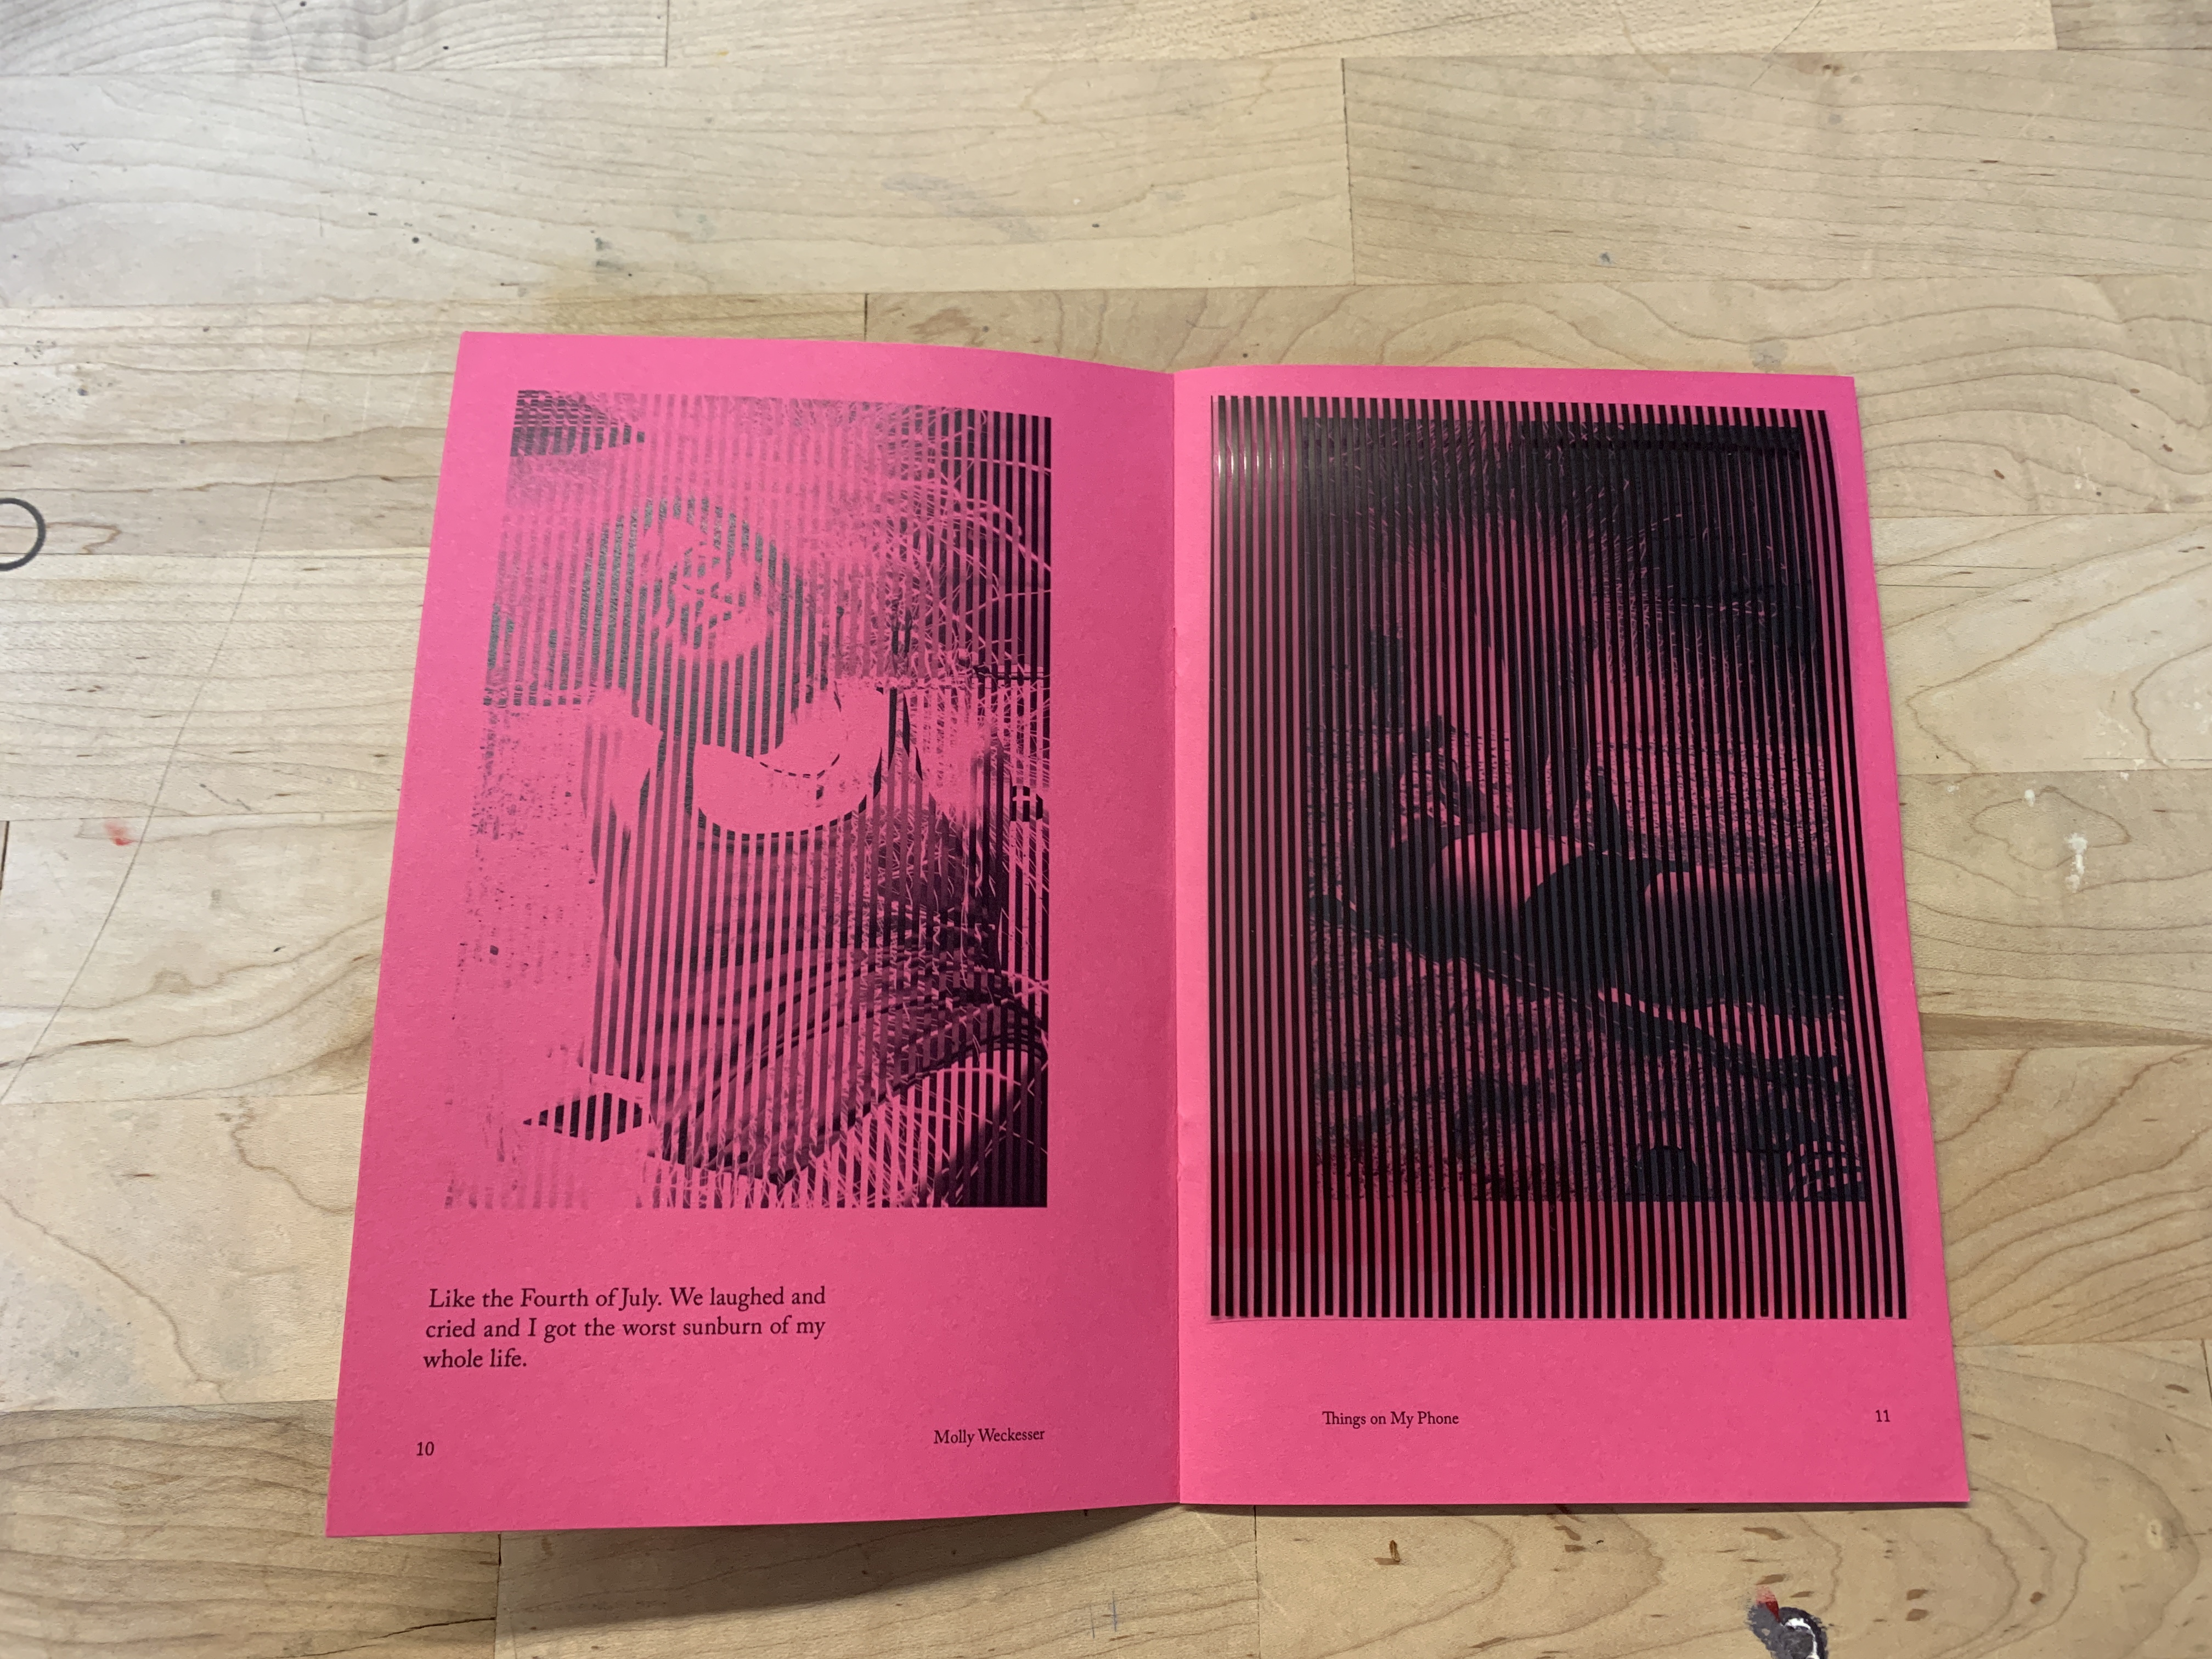 Like the Fourth of July. We laughed and
cried and I got the worst sunburn of my
whole life.
10
Molly Weckesser
Things on My Phone
11